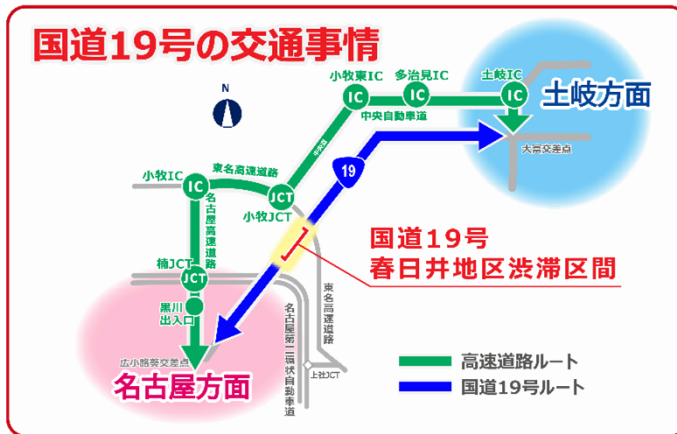 国道19号の交通事情
N
小牧東IC
多治見IC
土岐IC
IC
IC
IC
土岐方面
中央自動車道
大富交差点
中央道
19
小牧IC
東名高速道路
IC
JCT
小牧JCT
名古屋高速道路
国道19号
春日井地区渋滞区間
楠JCT
JCT
黒川
出入口
東名高速道路
名古屋第二環状自動車道
広小路葵交差点
上社JCT
名古屋方面
高速道路ルート
国道19号ルート